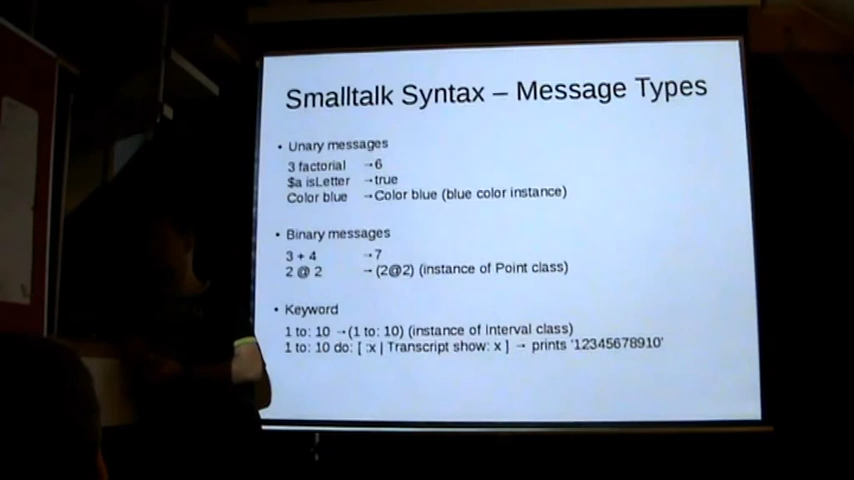 Smalltalk Syntax – Message Types
• Unary messages
3 factorial →6
$a isLetter →true
Color blue →Color blue (blue color instance)
• Binary messages
3 + 4 →7
2 @ 2 → (2@2) (instance of Point class)
• Keyword
1 to: 10 →(1 to: 10) (instance of Interval class)
1 to: 10 do: [ :x | Transcript show: x ] → prints '12345678910'